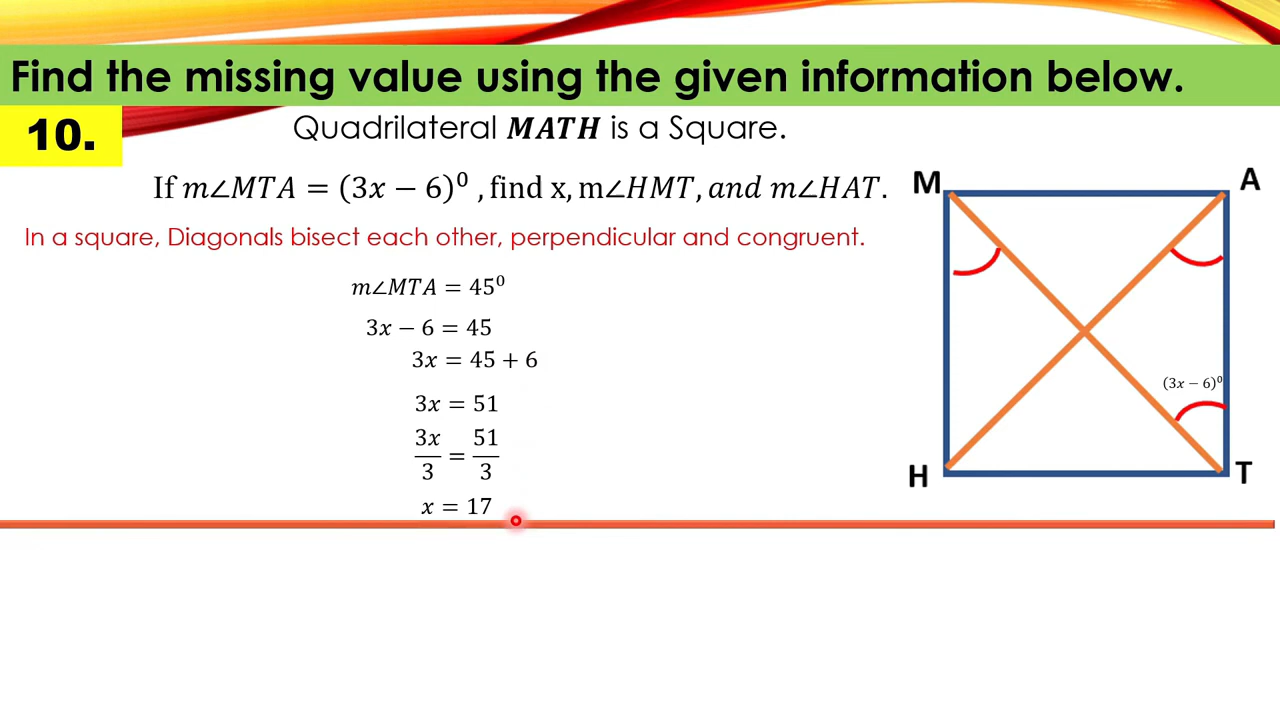 Find the missing value using the given information below.
10.
Quadrilateral MATH is a Square.
If m∠MTA = (3x − 6)⁰ , find x, m∠HMT, and m∠HAT.
In a square, Diagonals bisect each other, perpendicular and congruent.
m∠MTA = 45⁰
3x − 6 = 45
3x = 45 + 6
3x = 51
3x/3 = 51/3
x = 17
M
A
(3x − 6)⁰
H
T